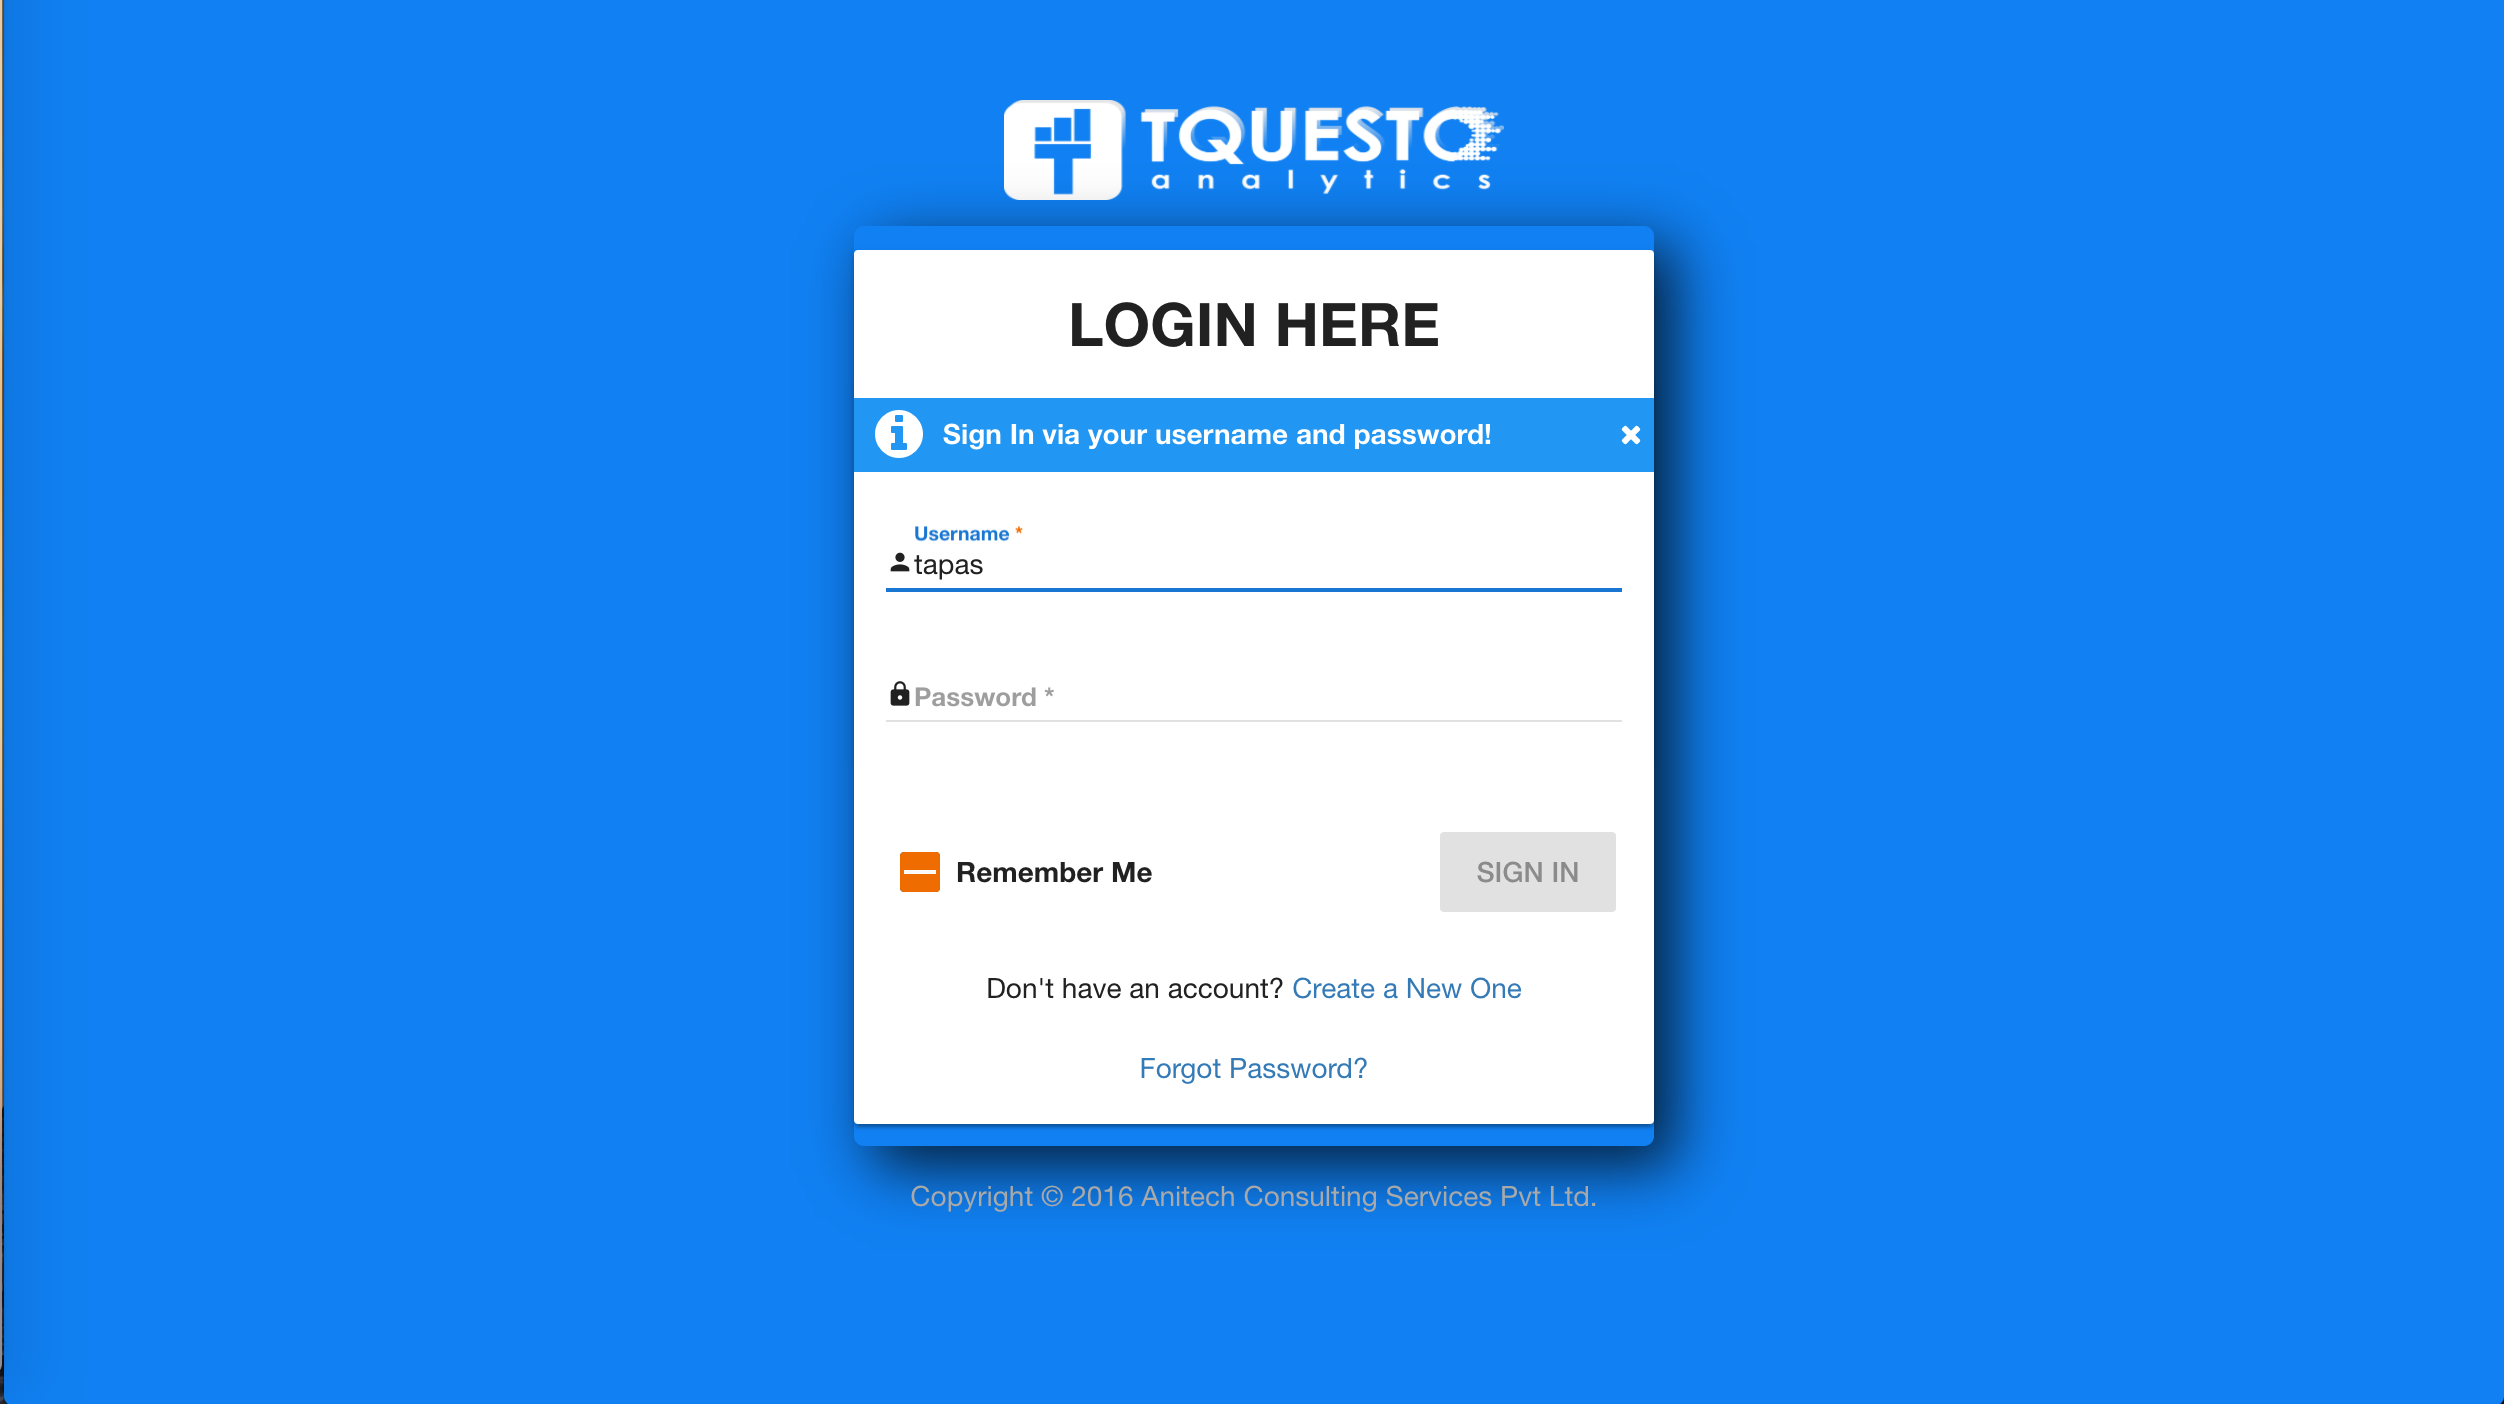 TQUESTO
analytics
LOGIN HERE
Sign In via your username and password!
Username *
tapas
Password *
Remember Me
SIGN IN
Don't have an account? Create a New One
Forgot Password?
Copyright © 2016 Anitech Consulting Services Pvt Ltd.